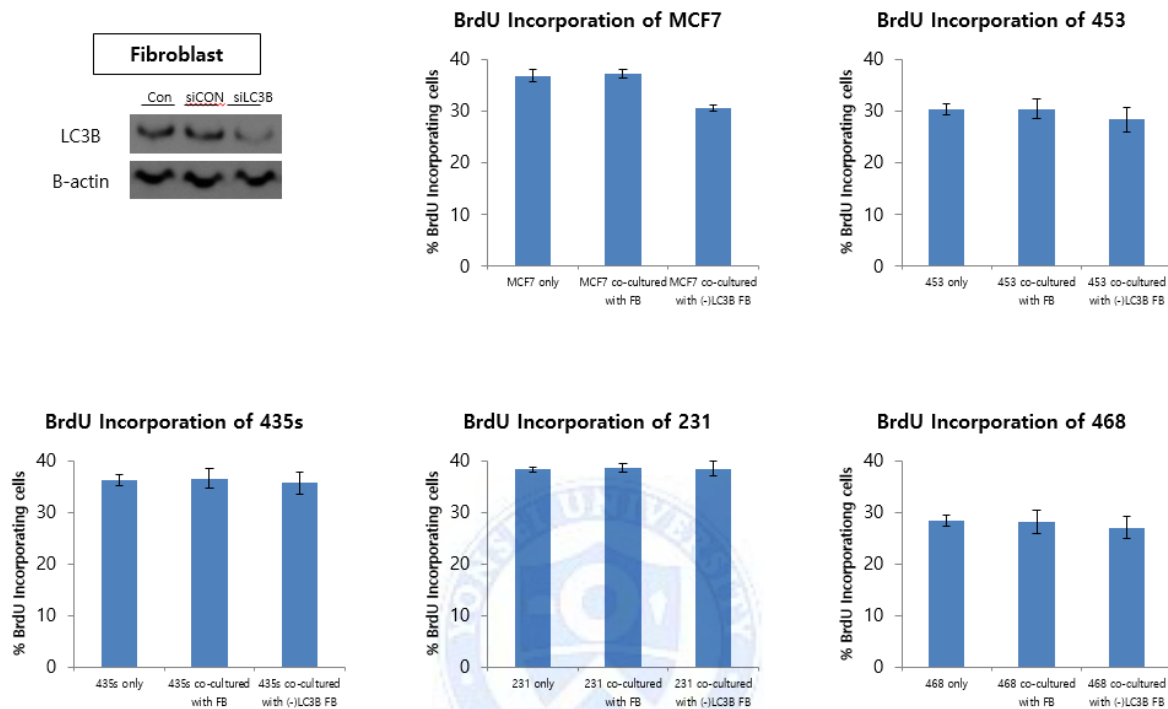 Fibroblast
Con siCON siLC3B
LC3B
B-actin
BrdU Incorporation of MCF7
% BrdU Incorporating cells
40
30
20
10
0
MCF7 only
MCF7 co-cultured
with FB
MCF7 co-cultured
with (-)LC3B FB
BrdU Incorporation of 453
% BrdU Incorporating cells
40
30
20
10
0
453 only
453 co-cultured
with FB
453 co-cultured
with (-)LC3B FB
BrdU Incorporation of 435s
% BrdU Incorporating cells
40
30
20
10
0
435s only
435s co-cultured
with FB
435s co-cultured
with (-)LC3B FB
BrdU Incorporation of 231
% BrdU Incorporating cells
40
30
20
10
0
231 only
231 co-cultured
with FB
231 co-cultured
with (-)LC3B FB
YONSEI UNIVERSITY
BrdU Incorporation of 468
% BrdU Incorporationg cells
40
30
20
10
0
468 only
468 co-cultured
with FB
468 co-cultured
with (-)LC3B FB